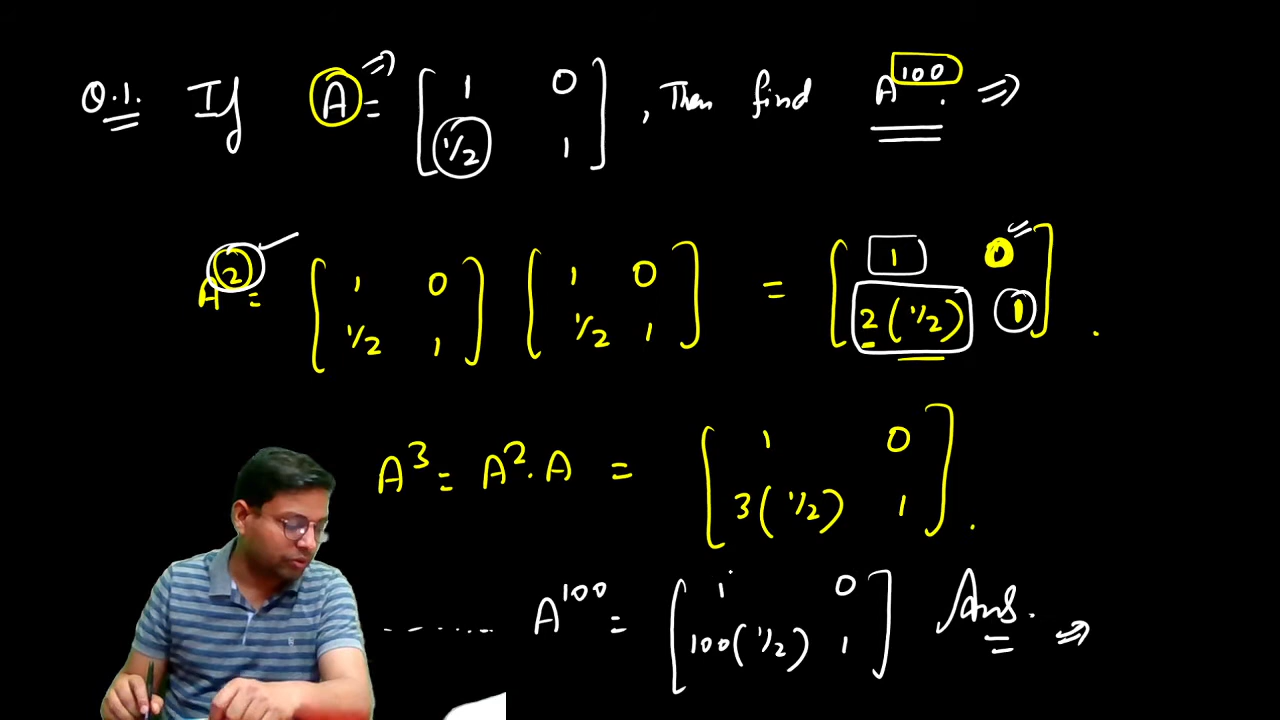 Q.1. If A = [ 1 0 ; 1/2 1 ] , Then find A^100. ⇒
A^2 = [ 1 0 ; 1/2 1 ] [ 1 0 ; 1/2 1 ] = [ 1 0 ; 2(1/2) 1 ] .
A^3 = A^2 . A = [ 1 0 ; 3(1/2) 1 ] .
------- A^100 = [ 1 0 ; 100(1/2) 1 ] Ans. ⇒